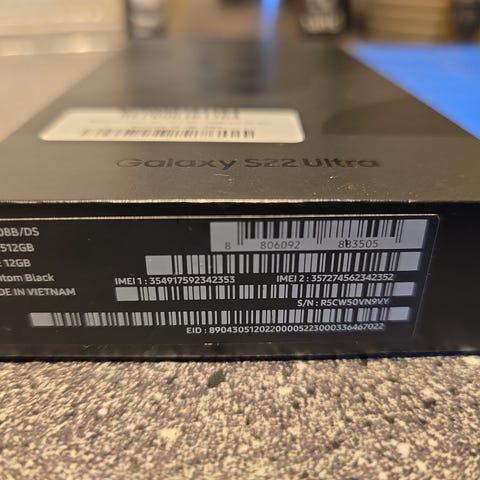 Galaxy S22 Ultra
08B/DS
512GB
8 806092 883505
: 12GB
tom Black
IMEI 1 : 354917592342353
IMEI 2 : 357274562342352
DE IN VIETNAM
S/N : R5CW50VN9VY
EID : 89043051202200005223000336467022